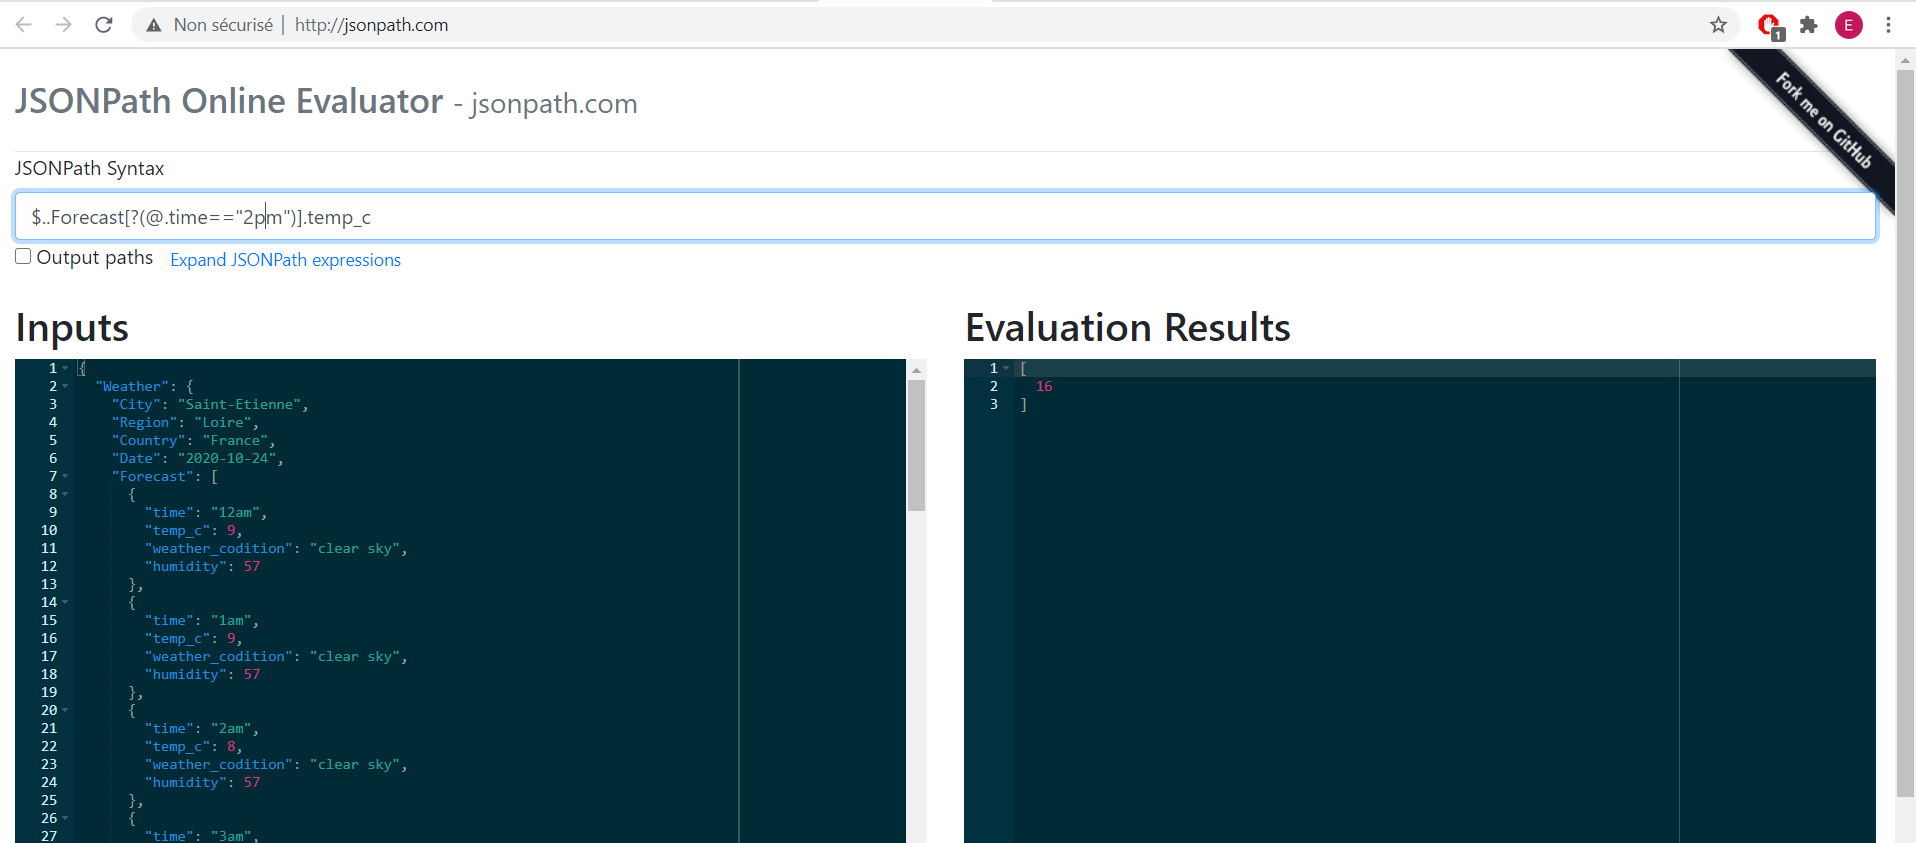 Non sécurisé | http://jsonpath.com
1
E
Fork me on GitHub
JSONPath Online Evaluator - jsonpath.com
JSONPath Syntax
$..Forecast[?(@.time=="2pm")].temp_c
Output paths Expand JSONPath expressions
Inputs
1 {
2 "Weather": {
3 "City": "Saint-Etienne",
4 "Region": "Loire",
5 "Country": "France",
6 "Date": "2020-10-24",
7 "Forecast": [
8 {
9 "time": "12am",
10 "temp_c": 9,
11 "weather_codition": "clear sky",
12 "humidity": 57
13 },
14 {
15 "time": "1am",
16 "temp_c": 9,
17 "weather_codition": "clear sky",
18 "humidity": 57
19 },
20 {
21 "time": "2am",
22 "temp_c": 8,
23 "weather_codition": "clear sky",
24 "humidity": 57
25 },
26 {
27 "time": "3am",
Evaluation Results
1 [
2 16
3 ]